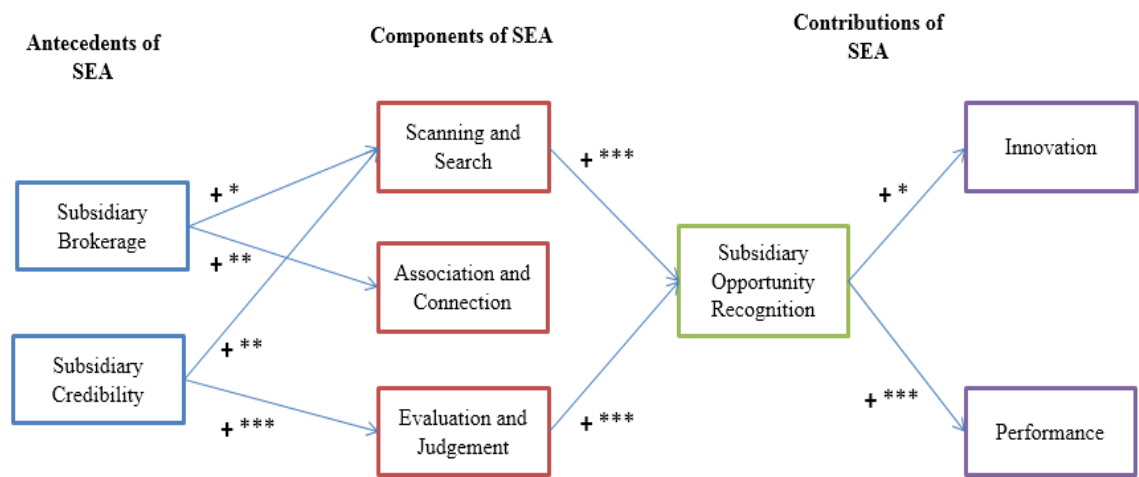 Antecedents of
SEA
Components of SEA
Contributions of
SEA
Subsidiary
Brokerage
Subsidiary
Credibility
+ *
+ **
+ **
+ ***
Scanning and
Search
Association and
Connection
Evaluation and
Judgement
+ ***
+ ***
Subsidiary
Opportunity
Recognition
+ *
+ ***
Innovation
Performance